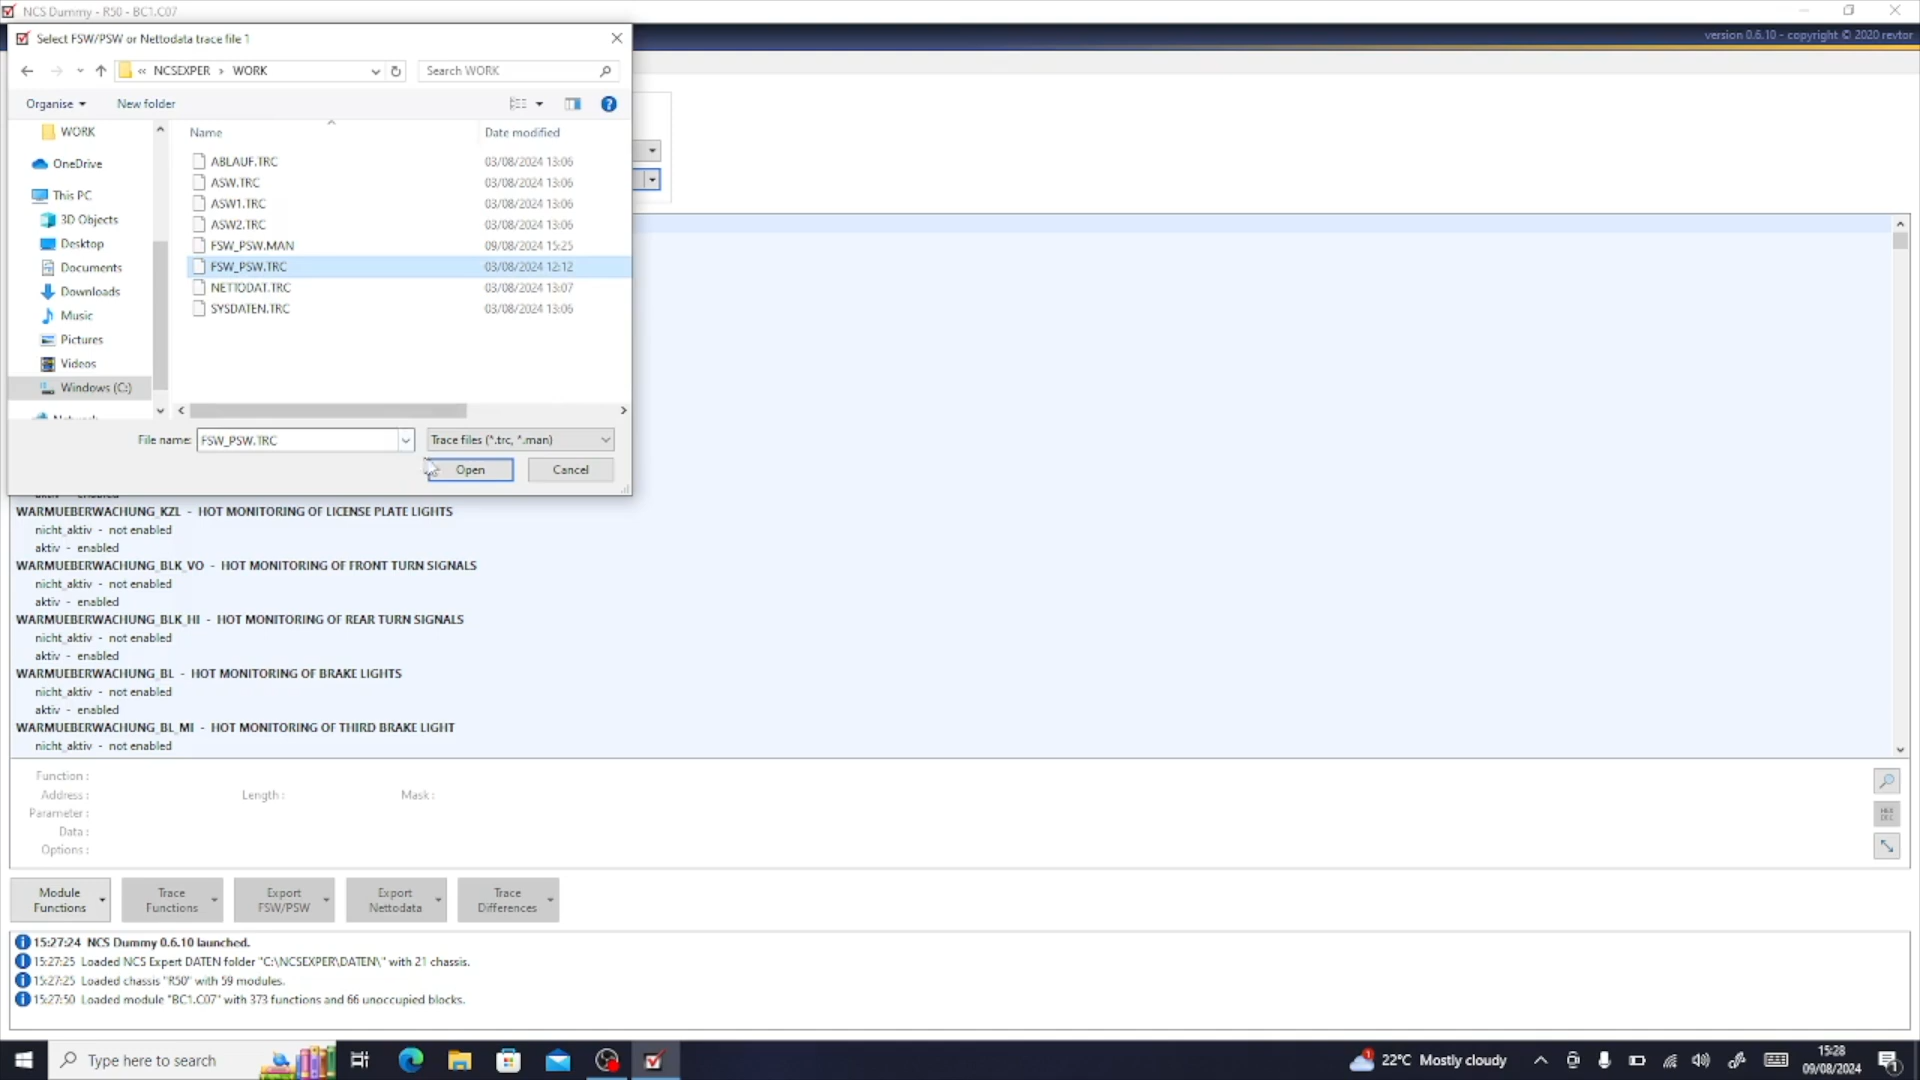 NCS Dummy - R50 - BC1.C07
version 0.6.10 - copyright © 2020 revtor
Select FSW/PSW or Nettodata trace file 1
« NCSEXPER › WORK
Search WORK
Organise
New folder
Name
Date modified
WORK
OneDrive
This PC
3D Objects
Desktop
Documents
Downloads
Music
Pictures
Videos
Windows (C:)
ABLAUF.TRC 03/08/2024 13:06
ASW.TRC 03/08/2024 13:06
ASW1.TRC 03/08/2024 13:06
ASW2.TRC 03/08/2024 13:06
FSW_PSW.MAN 09/08/2024 15:25
FSW_PSW.TRC 03/08/2024 12:12
NETTODAT.TRC 03/08/2024 13:07
SYSDATEN.TRC 03/08/2024 13:06
File name: FSW_PSW.TRC
Trace files (*.trc, *.man)
Open
Cancel
WARMUEBERWACHUNG_KZL - HOT MONITORING OF LICENSE PLATE LIGHTS
nicht_aktiv - not enabled
aktiv - enabled
WARMUEBERWACHUNG_BLK_VO - HOT MONITORING OF FRONT TURN SIGNALS
nicht_aktiv - not enabled
aktiv - enabled
WARMUEBERWACHUNG_BLK_HI - HOT MONITORING OF REAR TURN SIGNALS
nicht_aktiv - not enabled
aktiv - enabled
WARMUEBERWACHUNG_BL - HOT MONITORING OF BRAKE LIGHTS
nicht_aktiv - not enabled
aktiv - enabled
WARMUEBERWACHUNG_BL_MI - HOT MONITORING OF THIRD BRAKE LIGHT
nicht_aktiv - not enabled
Function :
Address :
Length :
Mask :
Parameter :
Data :
Options :
HEX
DEC
Module
Functions
Trace
Functions
Export
FSW/PSW
Export
Nettodata
Trace
Differences
15:27:24 NCS Dummy 0.6.10 launched.
15:27:25 Loaded NCS Expert DATEN folder "C:\NCSEXPER\DATEN\" with 21 chassis.
15:27:25 Loaded chassis "R50" with 59 modules.
15:27:50 Loaded module "BC1.C07" with 373 functions and 66 unoccupied blocks.
Type here to search
22°C Mostly cloudy
15:28
09/08/2024